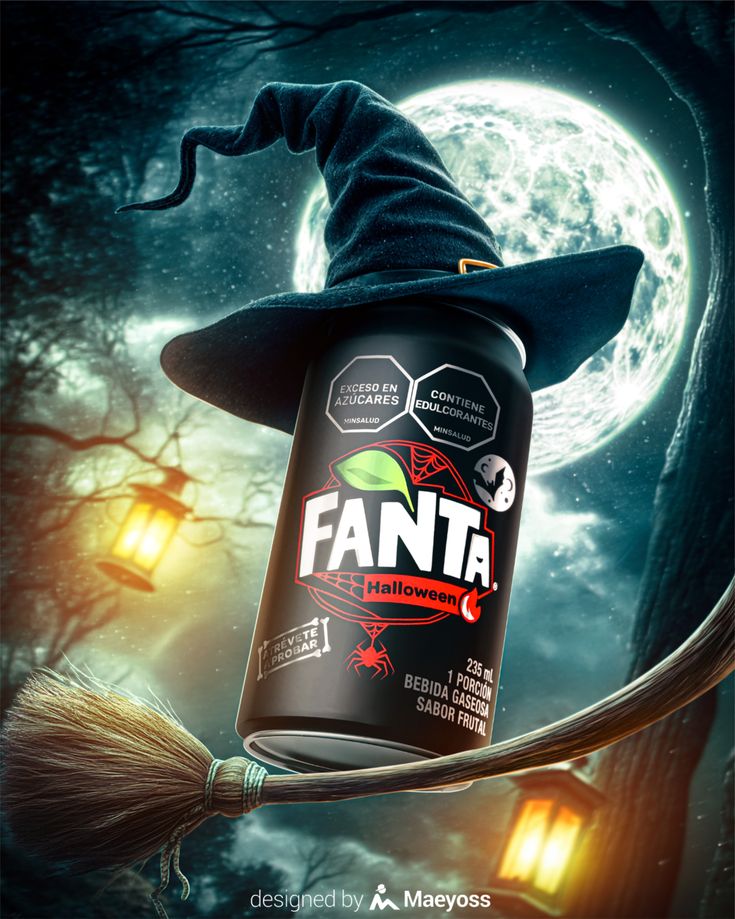 EXCESO EN
AZÚCARES
MINSALUD
CONTIENE
EDULCORANTES
MINSALUD
FANTA
Halloween
ATRÉVETE
A PROBAR
235 mL
1 PORCIÓN
BEBIDA GASEOSA
SABOR FRUTAL
designed by Maeyoss